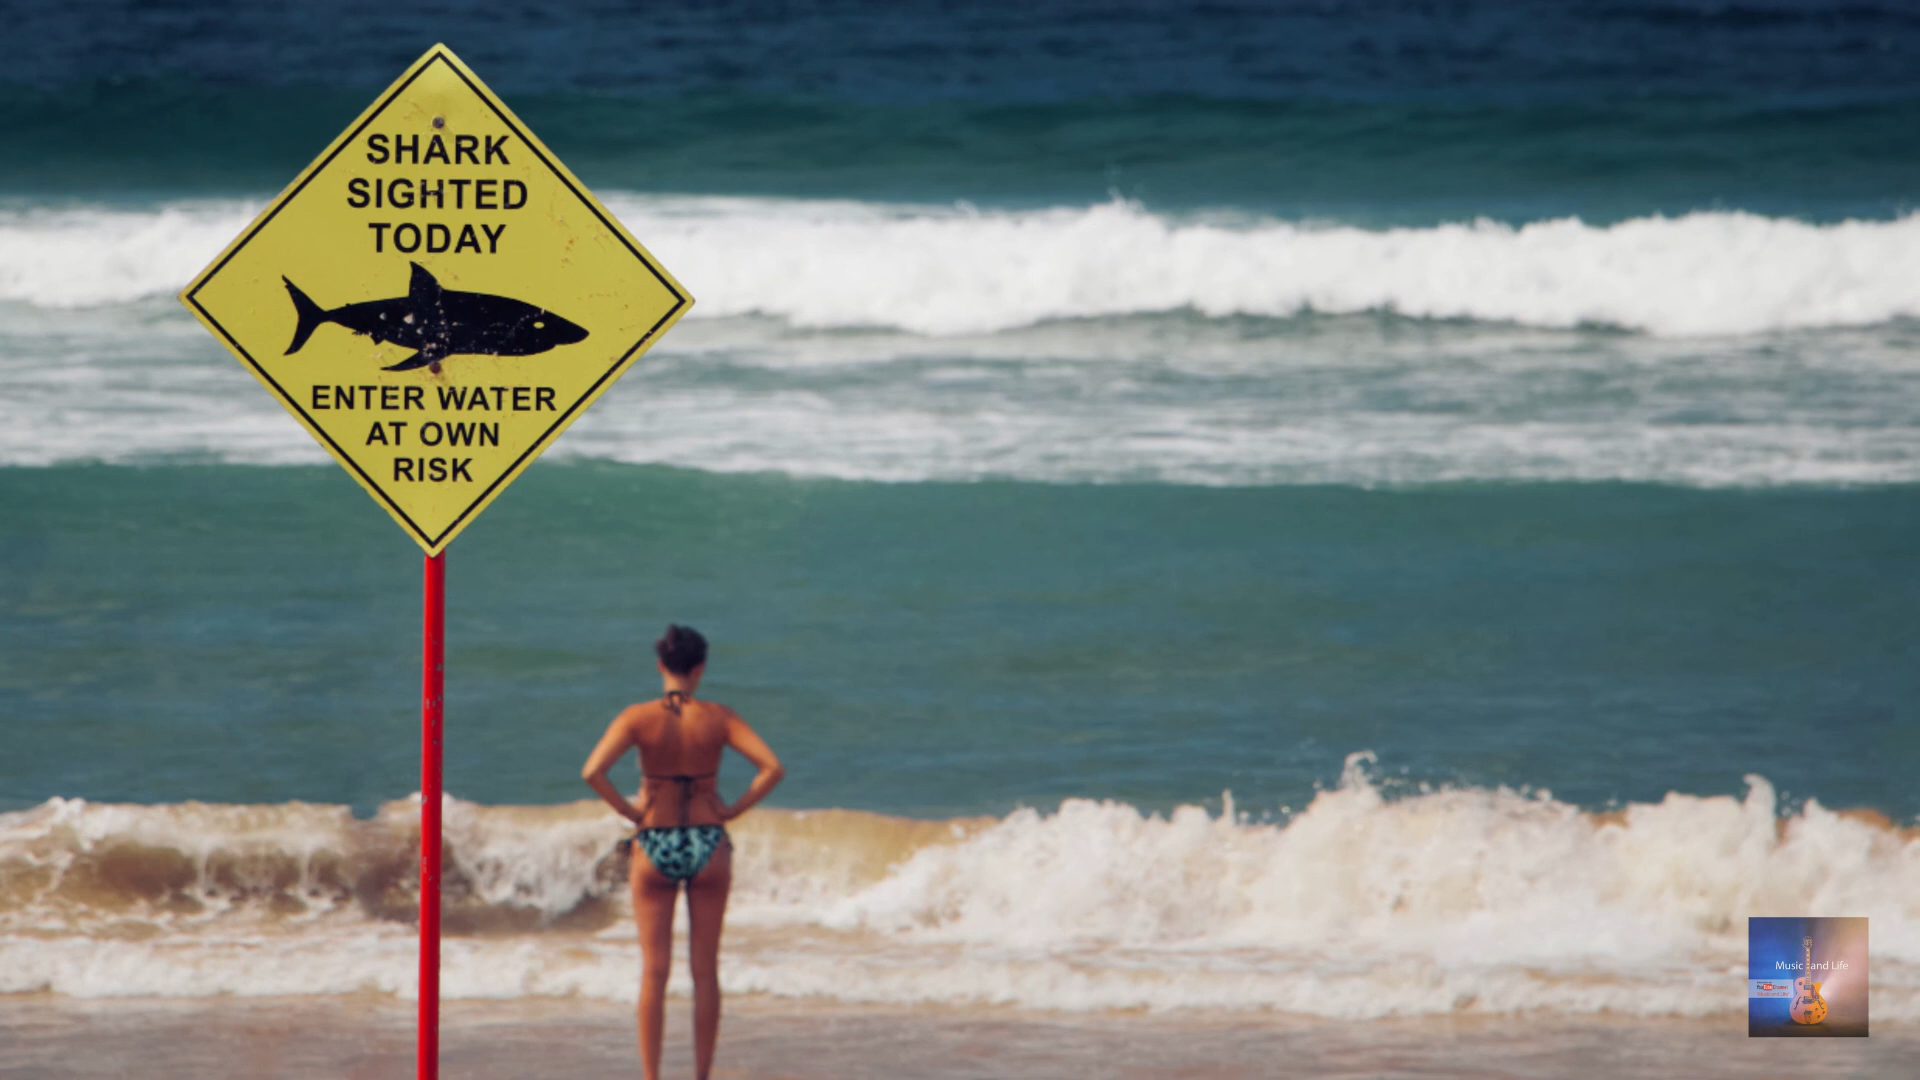 SHARK
SIGHTED
TODAY
ENTER WATER
AT OWN
RISK
Music and Life